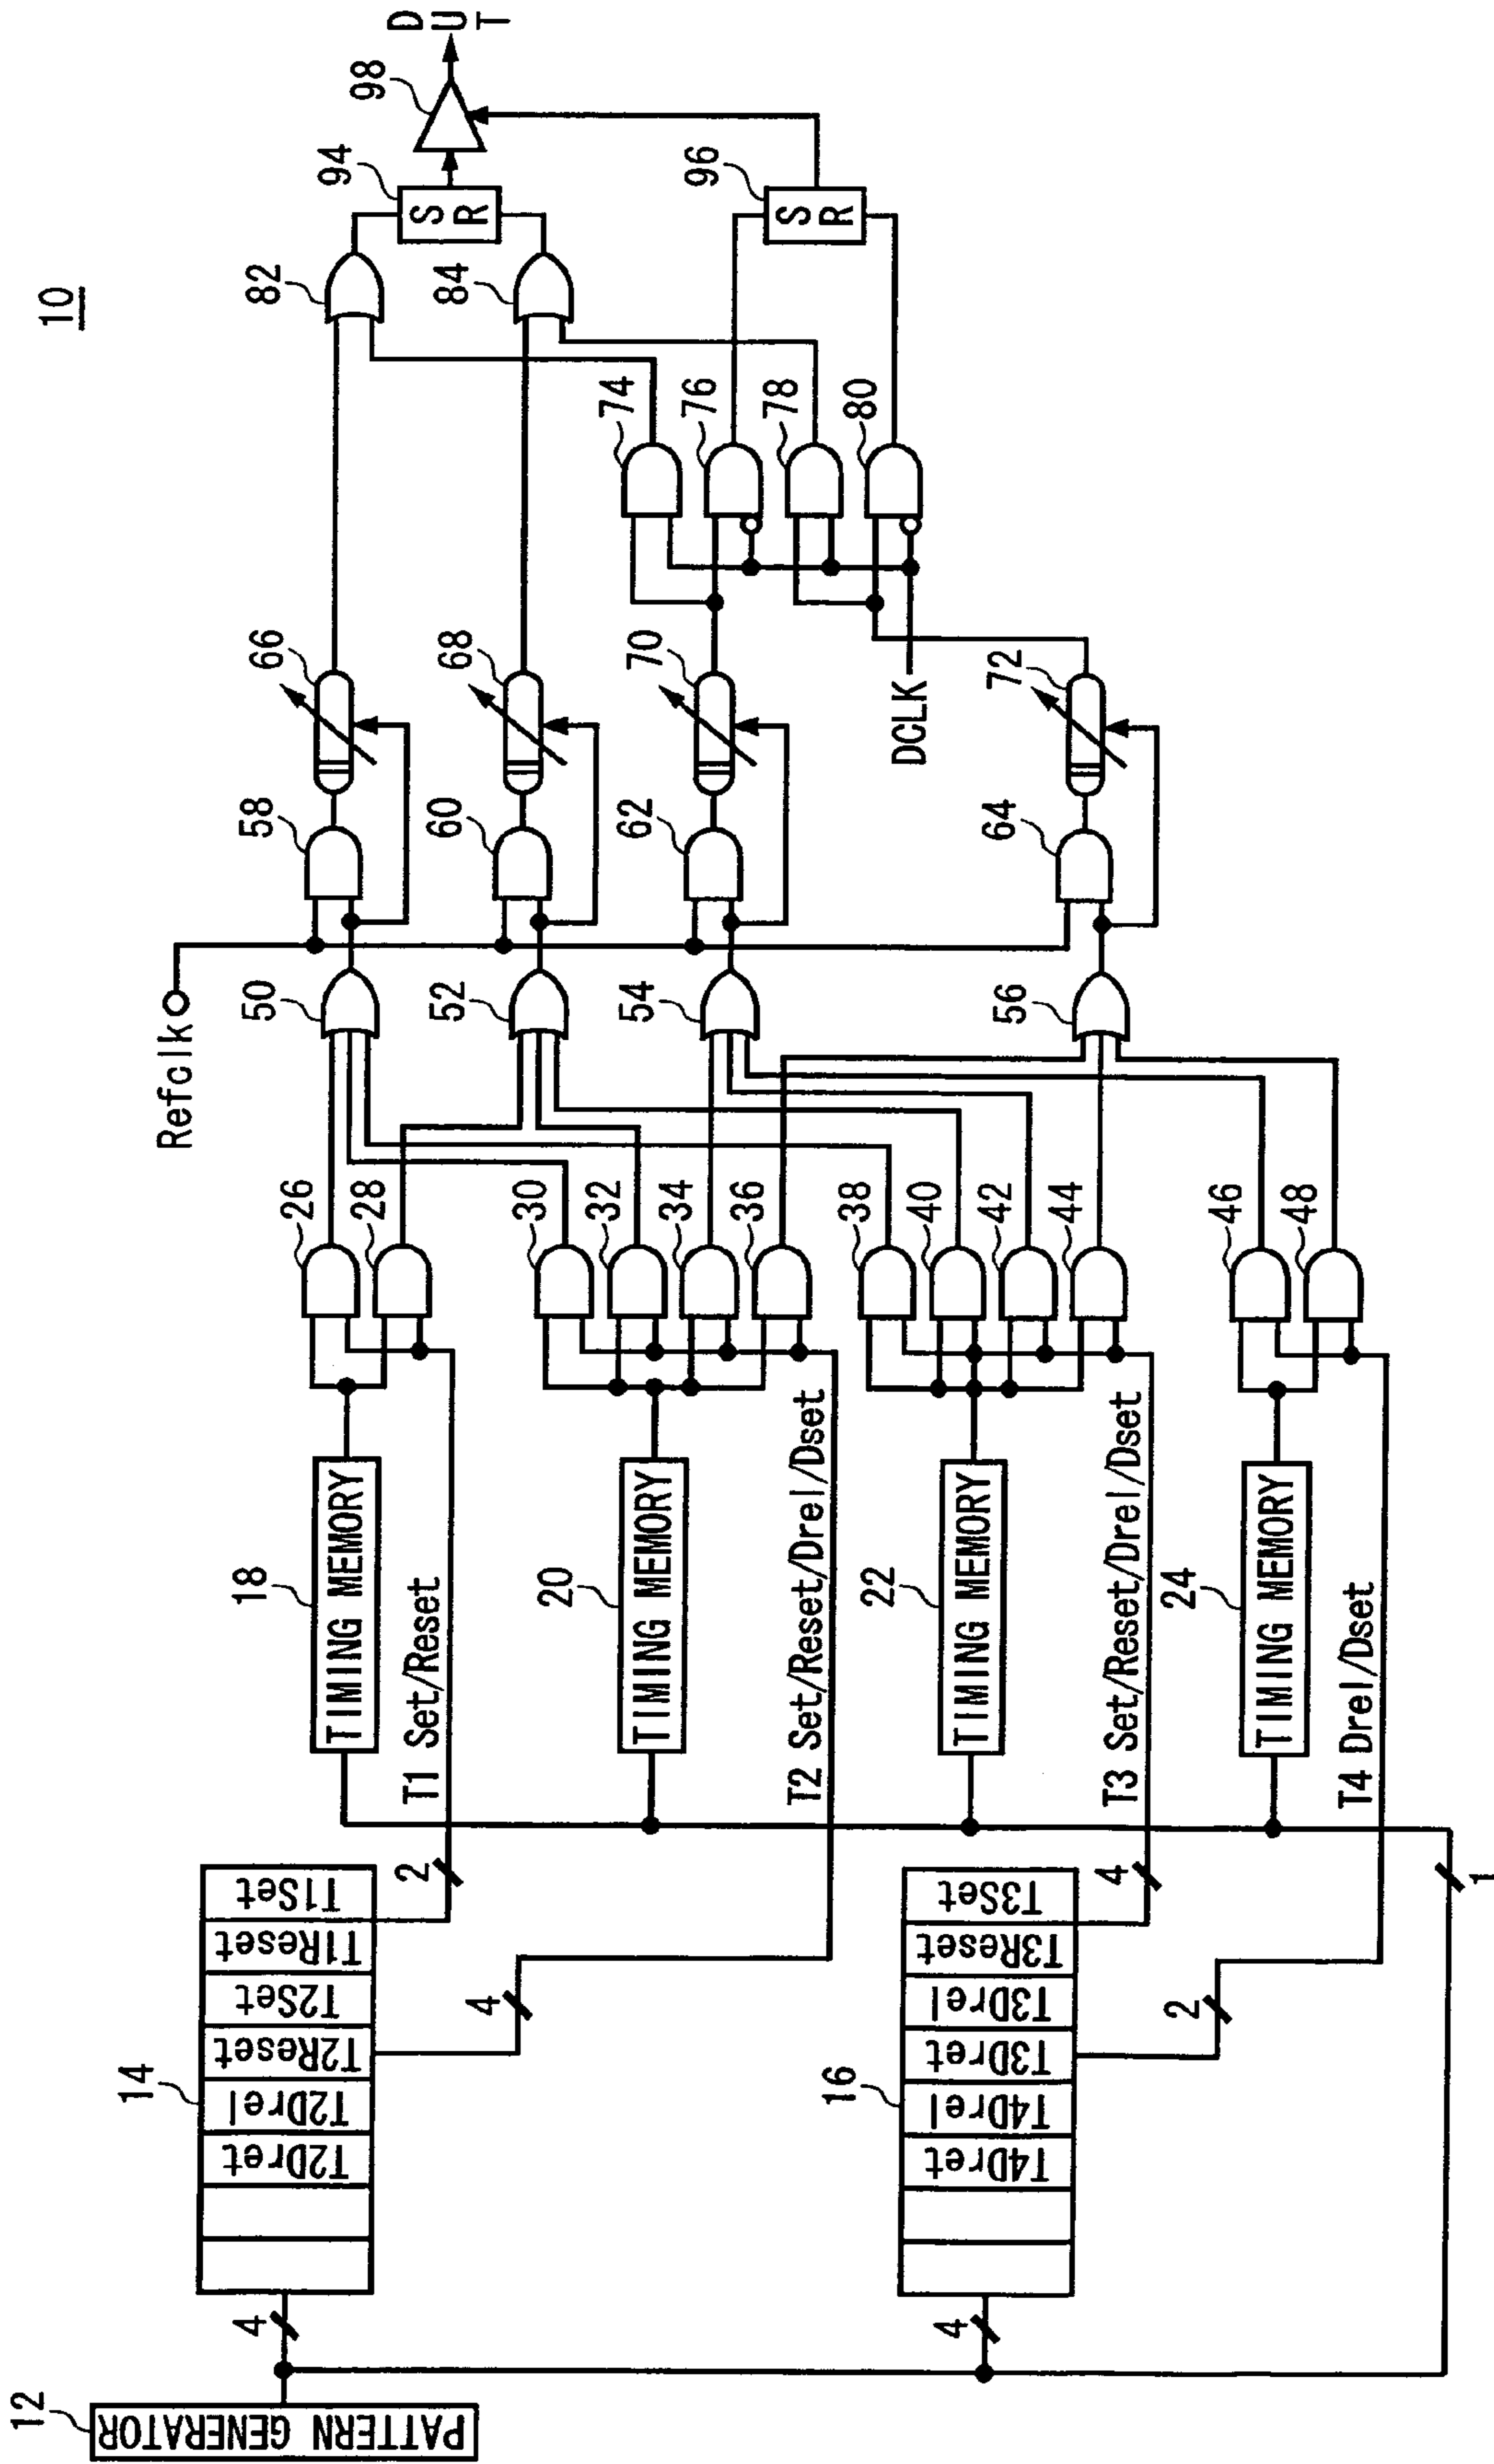 10
12
PATTERN GENERATOR
4
4
1
14
T2Dret
T2Drel
T2Reset
T2Set
T1Reset
T1Set
2
4
16
T4Dret
T4Drel
T3Dret
T3Drel
T3Reset
T3Set
4
2
18
TIMING MEMORY
T1 Set/Reset
20
TIMING MEMORY
T2 Set/Reset/Drel/Dset
22
TIMING MEMORY
T3 Set/Reset/Drel/Dset
24
TIMING MEMORY
T4 Drel/Dset
26
28
30
32
34
36
38
40
42
44
46
48
Refclk
50
52
54
56
58
60
62
64
66
68
70
72
DCLK
74
76
78
80
82
84
94
S
R
96
S
R
98
DUT